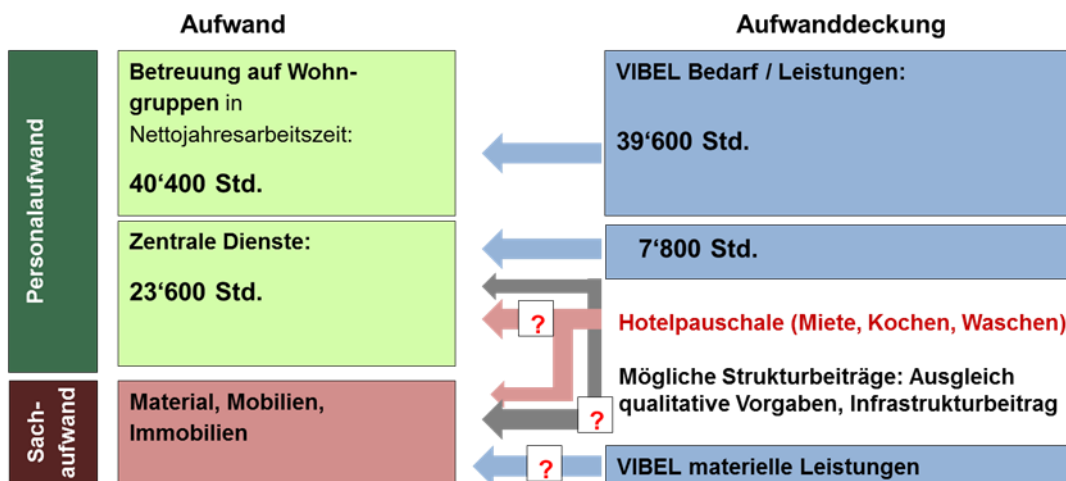 Aufwand
Aufwanddeckung
Personalaufwand
Betreuung auf Wohn-
gruppen in
Nettojahresarbeitszeit:
40‘400 Std.
VIBEL Bedarf / Leistungen:
39‘600 Std.
Zentrale Dienste:
23‘600 Std.
7‘800 Std.
?
Hotelpauschale (Miete, Kochen, Waschen)
Mögliche Strukturbeiträge: Ausgleich
qualitative Vorgaben, Infrastrukturbeitrag
?
Sach-
aufwand
Material, Mobilien,
Immobilien
?
VIBEL materielle Leistungen